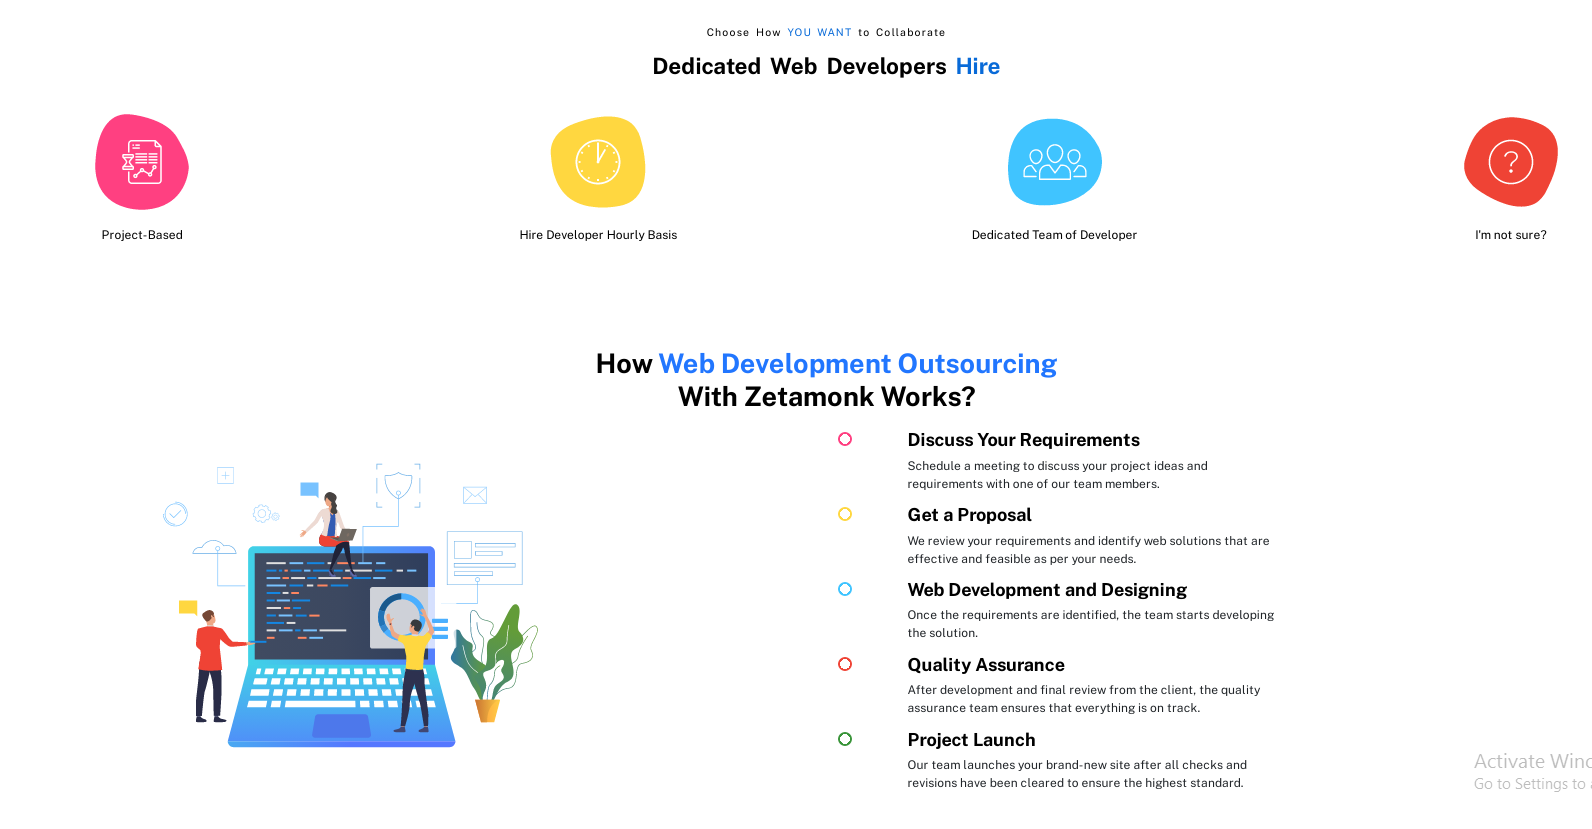 Choose How YOU WANT to Collaborate
Dedicated Web Developers Hire
Project-Based
Hire Developer Hourly Basis
Dedicated Team of Developer
I'm not sure?
How Web Development Outsourcing
With Zetamonk Works?
Discuss Your Requirements
Schedule a meeting to discuss your project ideas and
requirements with one of our team members.
Get a Proposal
We review your requirements and identify web solutions that are
effective and feasible as per your needs.
Web Development and Designing
Once the requirements are identified, the team starts developing
the solution.
Quality Assurance
After development and final review from the client, the quality
assurance team ensures that everything is on track.
Project Launch
Our team launches your brand-new site after all checks and
revisions have been cleared to ensure the highest standard.
Activate Winc
Go to Settings to a